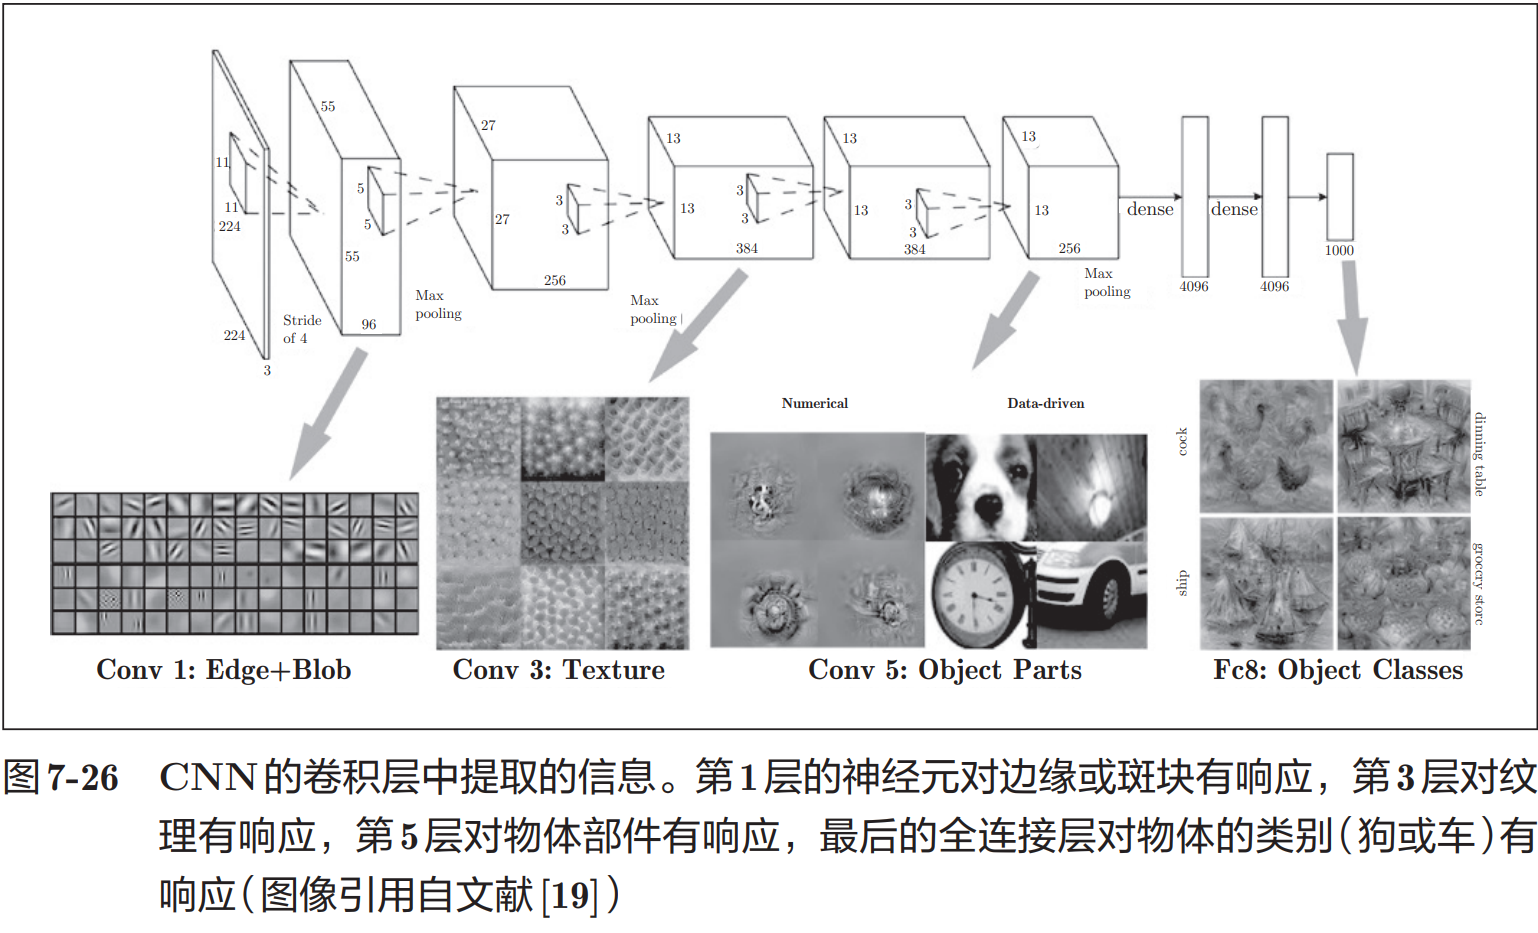 55
11
11
224
224
3
Stride
of 4
5
5
55
96
Max
pooling
27
27
3
3
256
Max
pooling
13
13
3
3
384
13
13
3
3
384
13
13
256
Max
pooling
dense
4096
dense
4096
1000
Numerical
Data-driven
cock
dinning table
ship
grocery store
Conv 1: Edge+Blob
Conv 3: Texture
Conv 5: Object Parts
Fc8: Object Classes
图7-26 CNN的卷积层中提取的信息。第1层的神经元对边缘或斑块有响应，第3层对纹
理有响应，第5层对物体部件有响应，最后的全连接层对物体的类别（狗或车）有
响应（图像引用自文献[19]）